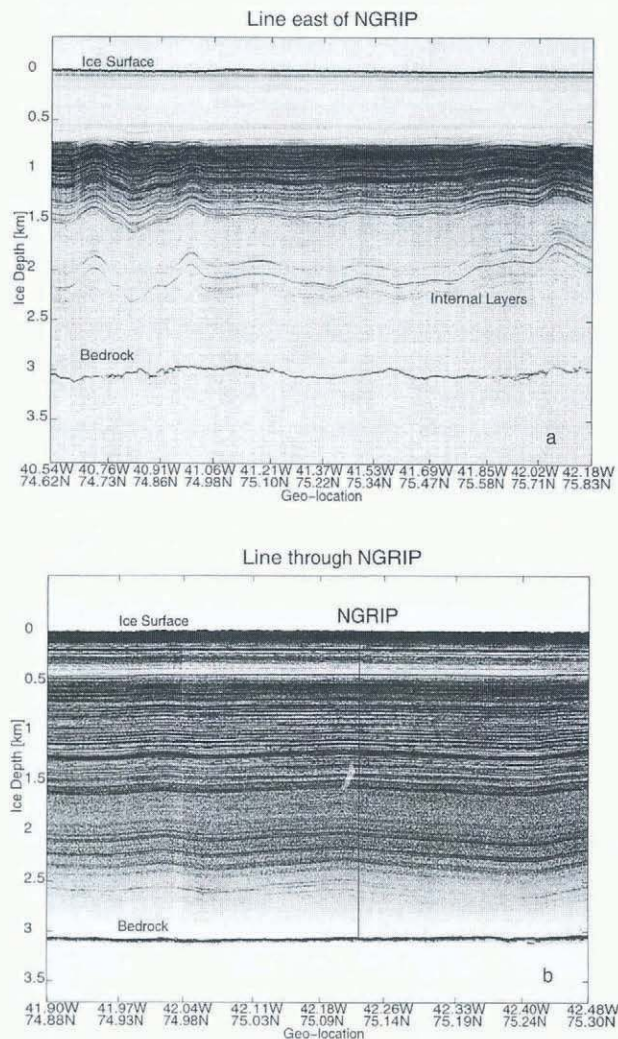 Line east of NGRIP
Ice Surface
0
0.5
1
1.5
2
2.5
3
3.5
Ice Depth [km]
Internal Layers
Bedrock
a
40.54W 40.76W 40.91W 41.06W 41.21W 41.37W 41.53W 41.69W 41.85W 42.02W 42.18W
74.62N 74.73N 74.86N 74.98N 75.10N 75.22N 75.34N 75.47N 75.58N 75.71N 75.83N
Geo-location
Line through NGRIP
Ice Surface
NGRIP
0
0.5
1
1.5
2
2.5
3
3.5
Ice Depth [km]
Bedrock
b
41.90W 41.97W 42.04W 42.11W 42.18W 42.26W 42.33W 42.40W 42.48W
74.88N 74.93N 74.98N 75.03N 75.09N 75.14N 75.19N 75.24N 75.30N
Geo-location